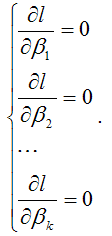 ∂l/∂β₁ = 0
∂l/∂β₂ = 0
...
∂l/∂βₖ = 0
.